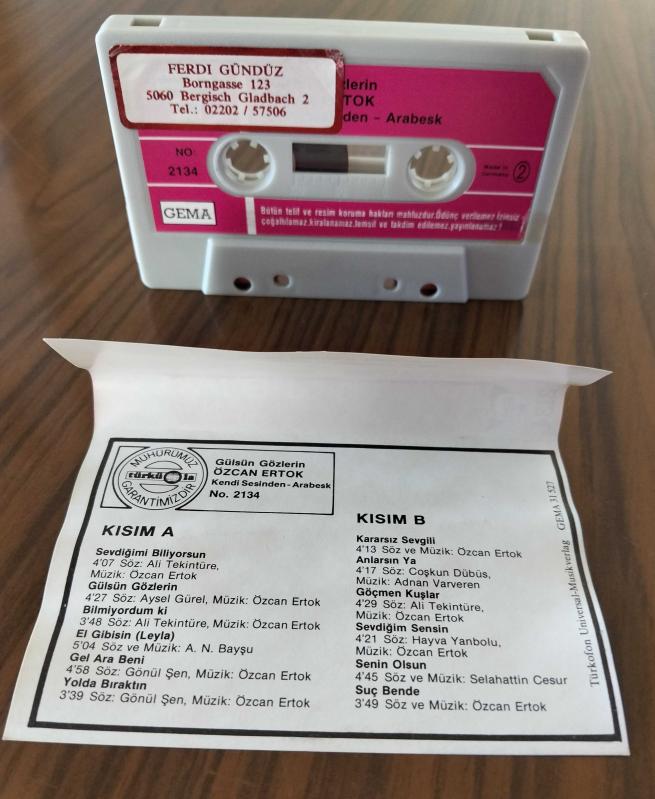 FERDI GÜNDÜZ
Borngasse 123
5060 Bergisch Gladbach 2
Tel.: 02202 / 57506
zlerin
TOK
den - Arabesk
NO:
2134
Made in
Germany
2
GEMA
Bütün telif ve resim koruma hakları mahfuzdur. Ödünç verilemez İzinsiz
çoğaltılamaz, kiralanamaz, temsil ve takdim edilemez, yayınlanamaz!
MÜHÜRÜMÜZ
türküola
GARANTİMİZDİR
Gülsün Gözlerin
ÖZCAN ERTOK
Kendi Sesinden - Arabesk
No. 2134
KISIM A
Sevdiğimi Biliyorsun
4'07 Söz: Ali Tekintüre,
Müzik: Özcan Ertok
Gülsün Gözlerin
4'27 Söz: Aysel Gürel, Müzik: Özcan Ertok
Bilmiyordum ki
3'48 Söz: Ali Tekintüre, Müzik: Özcan Ertok
El Gibisin (Leyla)
5'04 Söz ve Müzik: A. N. Bayşu
Gel Ara Beni
4'58 Söz: Gönül Şen, Müzik: Özcan Ertok
Yolda Bıraktın
3'39 Söz: Gönül Şen, Müzik: Özcan Ertok
KISIM B
Kararsız Sevgili
4'13 Söz ve Müzik: Özcan Ertok
Anlarsın Ya
4'17 Söz: Coşkun Dübüs,
Müzik: Adnan Varveren
Göçmen Kuşlar
4'29 Söz: Ali Tekintüre,
Müzik: Özcan Ertok
Sevdiğim Sensin
4'21 Söz: Hayva Yanbolu,
Müzik: Özcan Ertok
Senin Olsun
4'45 Söz ve Müzik: Selahattin Cesur
Suç Bende
3'49 Söz ve Müzik: Özcan Ertok
Türkofon Universal-Musikverlag GEMA 31 527